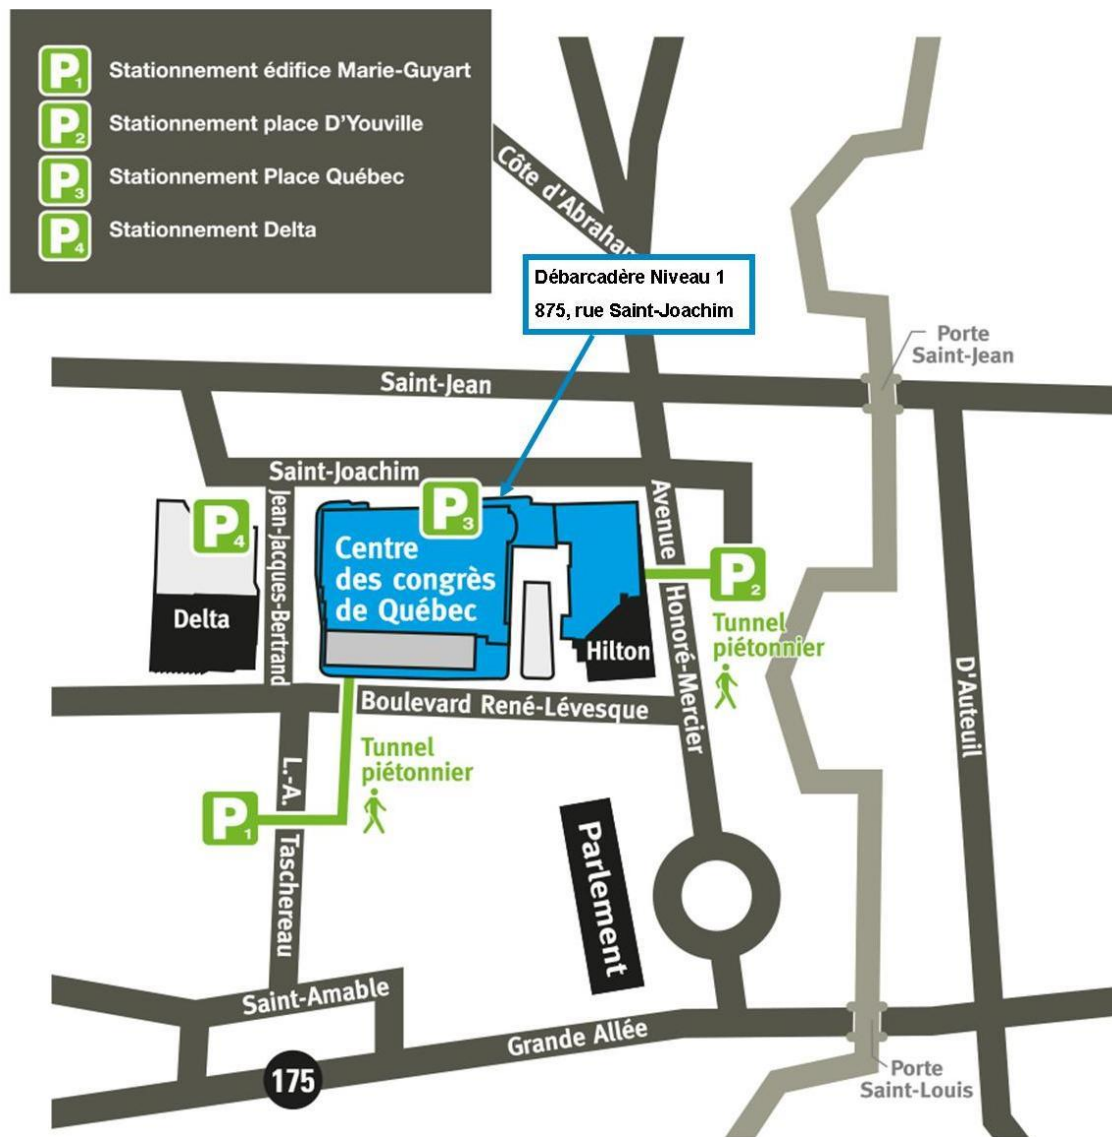 P1 Stationnement édifice Marie-Guyart
P2 Stationnement place D'Youville
P3 Stationnement Place Québec
P4 Stationnement Delta
Côte d'Abraham
Débarcadère Niveau 1
875, rue Saint-Joachim
Porte
Saint-Jean
Saint-Jean
Saint-Joachim
Jean-Jacques-Bertrand
P3
P4
Avenue Honoré-Mercier
Centre
des congrès
de Québec
P2
Delta
Hilton
Tunnel
piétonnier
D'Auteuil
Boulevard René-Lévesque
Tunnel
piétonnier
L.-A. Taschereau
P1
Parlement
Saint-Amable
Grande Allée
175
Porte
Saint-Louis